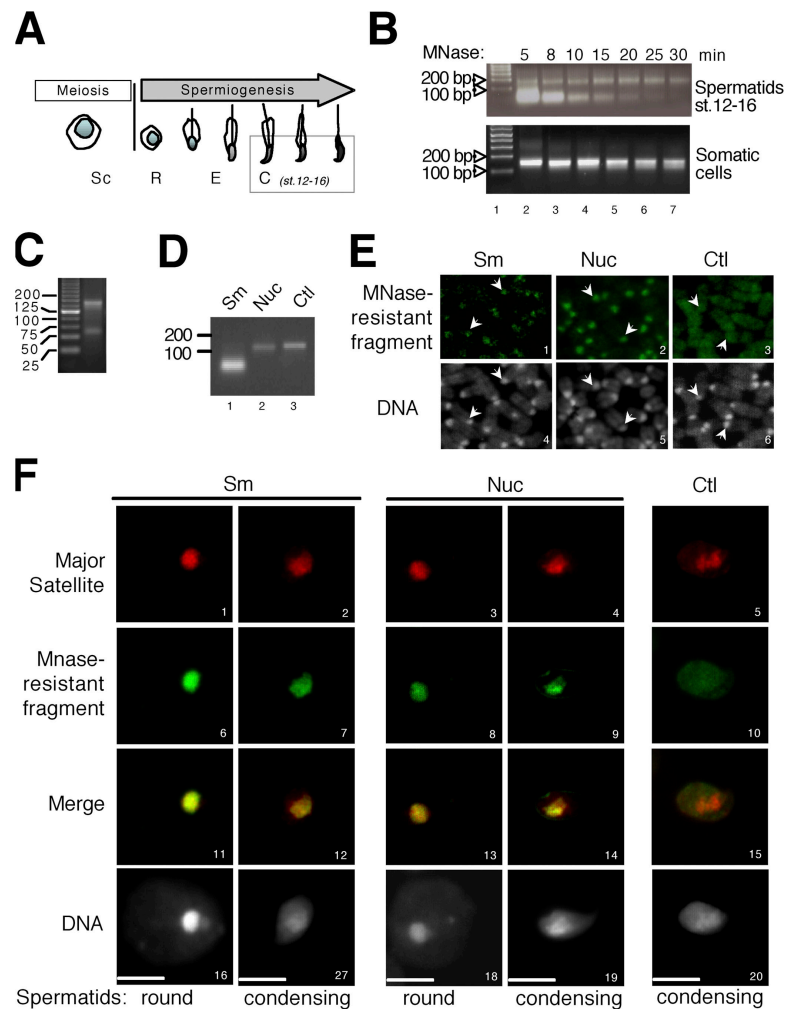 A
Meiosis
Spermiogenesis
Sc R E C (st.12-16)
B
MNase: 5 8 10 15 20 25 30 min
200 bp
100 bp
Spermatids
st.12-16
200 bp
100 bp
Somatic
cells
1 2 3 4 5 6 7
C
200
125
100
75
50
25
D
Sm Nuc Ctl
200
100
1 2 3
E
Sm Nuc Ctl
MNase-
resistant
fragment
1 2 3
DNA
4 5 6
F
Sm Nuc Ctl
Major
Satellite
1 2 3 4 5
Mnase-
resistant
fragment
6 7 8 9 10
Merge
11 12 13 14 15
DNA
16 27 18 19 20
Spermatids: round condensing round condensing condensing